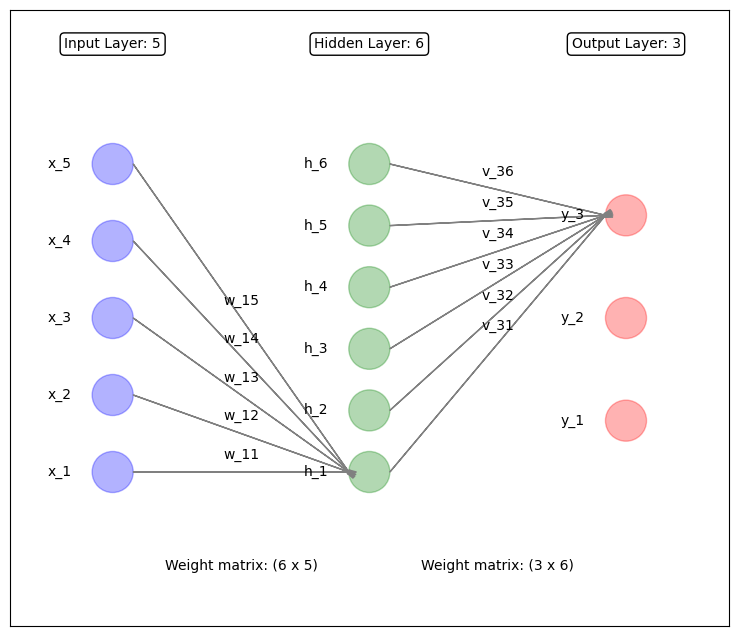 Input Layer: 5
Hidden Layer: 6
Output Layer: 3
x_5
x_4
x_3
x_2
x_1
w_15
w_14
w_13
w_12
w_11
h_6
h_5
h_4
h_3
h_2
h_1
v_36
v_35
v_34
v_33
v_32
v_31
y_3
y_2
y_1
Weight matrix: (6 x 5)
Weight matrix: (3 x 6)